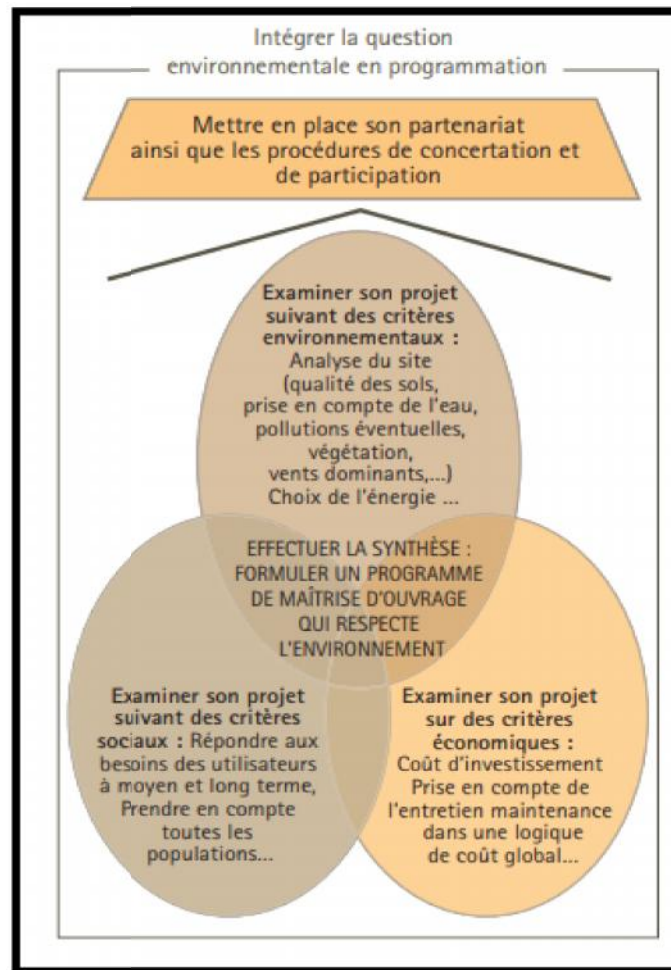 Intégrer la question
environnementale en programmation
Mettre en place son partenariat
ainsi que les procédures de concertation et
de participation
Examiner son projet
suivant des critères
environnementaux :
Analyse du site
(qualité des sols,
prise en compte de l'eau,
pollutions éventuelles,
végétation,
vents dominants,...)
Choix de l'énergie ...
EFFECTUER LA SYNTHÈSE :
FORMULER UN PROGRAMME
DE MAÎTRISE D'OUVRAGE
QUI RESPECTE
L'ENVIRONNEMENT
Examiner son projet
suivant des critères
sociaux : Répondre aux
besoins des utilisateurs
à moyen et long terme,
Prendre en compte
toutes les
populations...
Examiner son projet
sur des critères
économiques :
Coût d'investissement
Prise en compte de
l'entretien maintenance
dans une logique
de coût global...